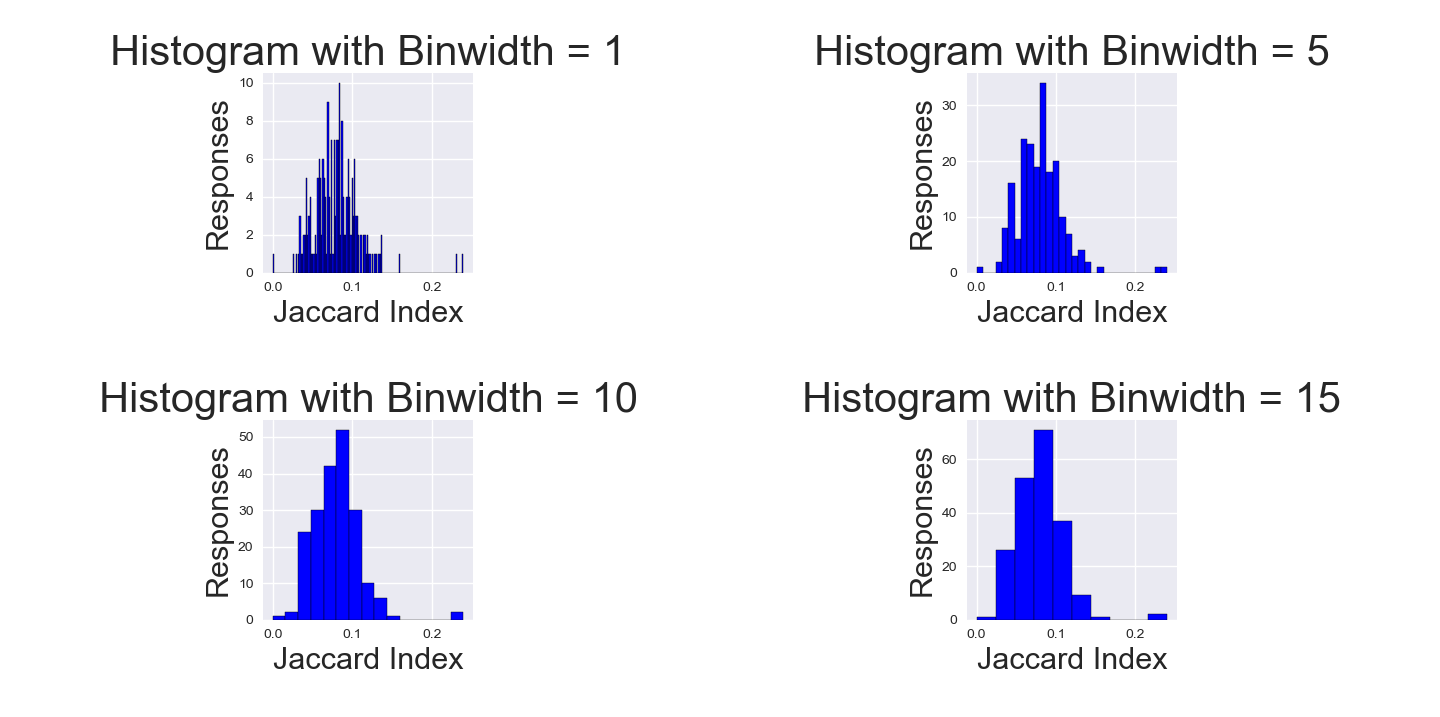 Histogram with Binwidth = 1
10
8
6
4
2
0
Responses
0.0 0.1 0.2
Jaccard Index
Histogram with Binwidth = 5
30
20
10
0
Responses
0.0 0.1 0.2
Jaccard Index
Histogram with Binwidth = 10
50
40
30
20
10
0
Responses
0.0 0.1 0.2
Jaccard Index
Histogram with Binwidth = 15
60
40
20
0
Responses
0.0 0.1 0.2
Jaccard Index